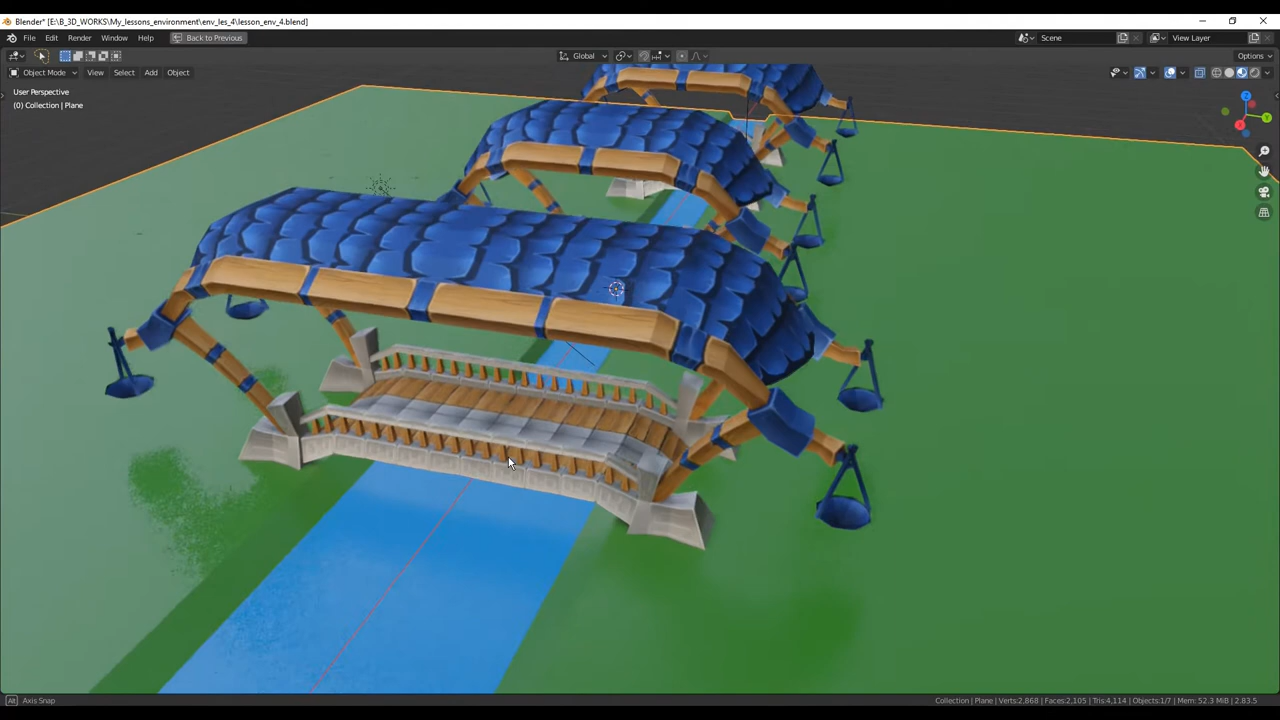 Blender* [E:\B_3D_WORKS\My_lessons_environment\env_les_4\lesson_env_4.blend]
File Edit Render Window Help Back to Previous Scene View Layer
Global Options
Object Mode View Select Add Object
User Perspective
(0) Collection | Plane
Z
Y
X
Alt Axis Snap Collection | Plane | Verts:2,868 | Faces:2,105 | Tris:4,114 | Objects:1/7 | Mem: 52.3 MiB | 2.83.5